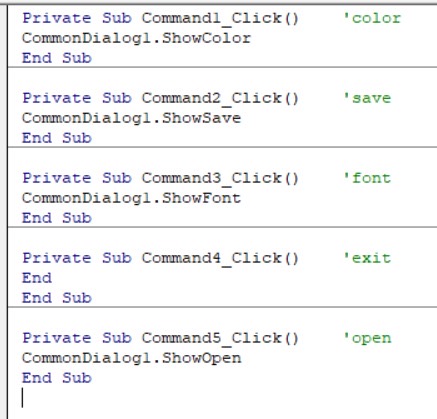 Private Sub Command1_Click() 'color
CommonDialog1.ShowColor
End Sub
Private Sub Command2_Click() 'save
CommonDialog1.ShowSave
End Sub
Private Sub Command3_Click() 'font
CommonDialog1.ShowFont
End Sub
Private Sub Command4_Click() 'exit
End
End Sub
Private Sub Command5_Click() 'open
CommonDialog1.ShowOpen
End Sub